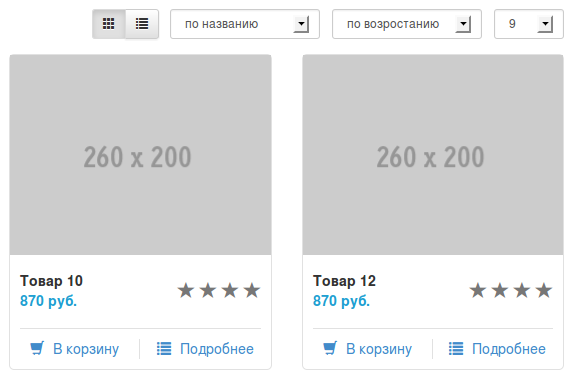 по названию по возростанию 9
260 x 200 260 x 200
Товар 10 Товар 12
870 руб. 870 руб.
В корзину Подробнее В корзину Подробнее